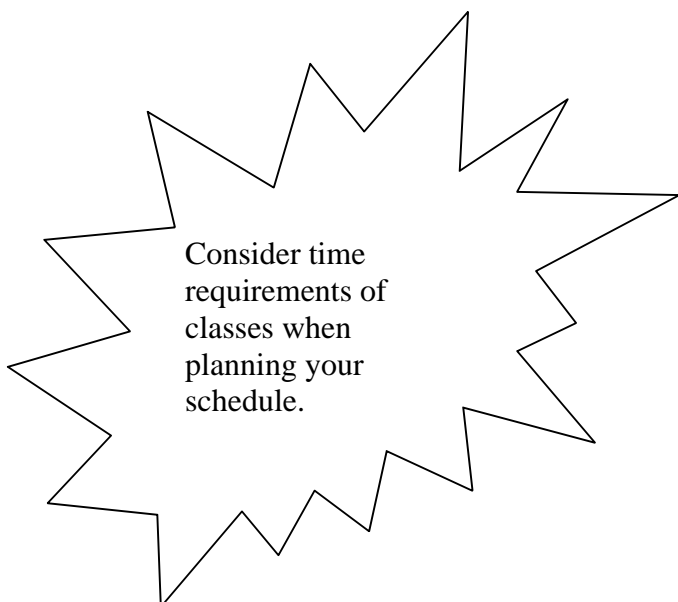 Consider time
requirements of
classes when
planning your
schedule.